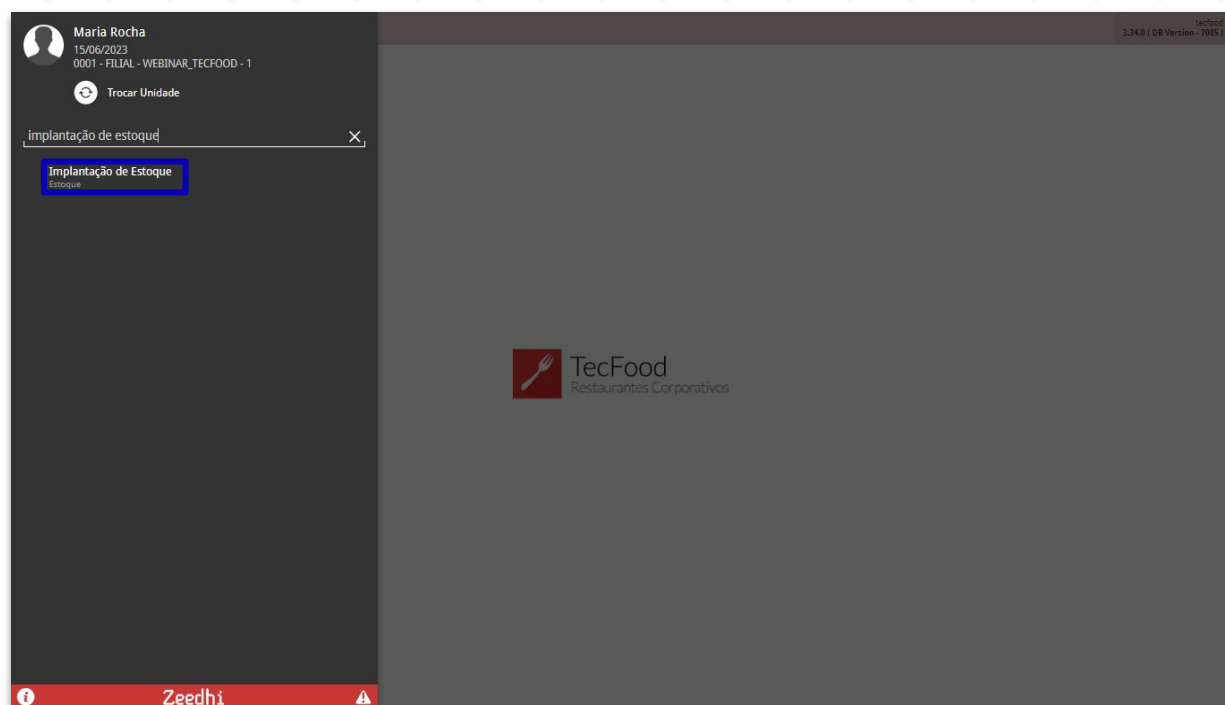 Maria Rocha
15/06/2023
0001 - FILIAL - WEBINAR_TECFOOD - 1
Trocar Unidade
implantação de estoque
Implantação de Estoque
Estoque
tecfood
3.34.0 ( DB Version - 7085 )
TecFood
Restaurantes Corporativos
Zeedhi